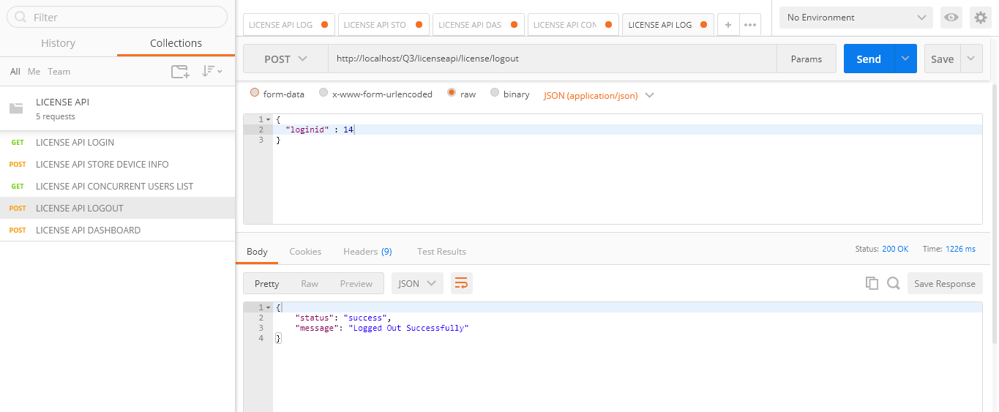 Filter
History Collections
All Me Team
LICENSE API
5 requests
GET LICENSE API LOGIN
POST LICENSE API STORE DEVICE INFO
GET LICENSE API CONCURRENT USERS LIST
POST LICENSE API LOGOUT
POST LICENSE API DASHBOARD
LICENSE API LOG LICENSE API STO LICENSE API DAS LICENSE API CON LICENSE API LOG + ••• No Environment
POST http://localhost/Q3/licenseapi/license/logout Params Send Save
form-data x-www-form-urlencoded raw binary JSON (application/json)
1 {
2 "loginid" : 14
3 }
Body Cookies Headers (9) Test Results Status: 200 OK Time: 1226 ms
Pretty Raw Preview JSON Save Response
1 {
2 "status": "success",
3 "message": "Logged Out Successfully"
4 }